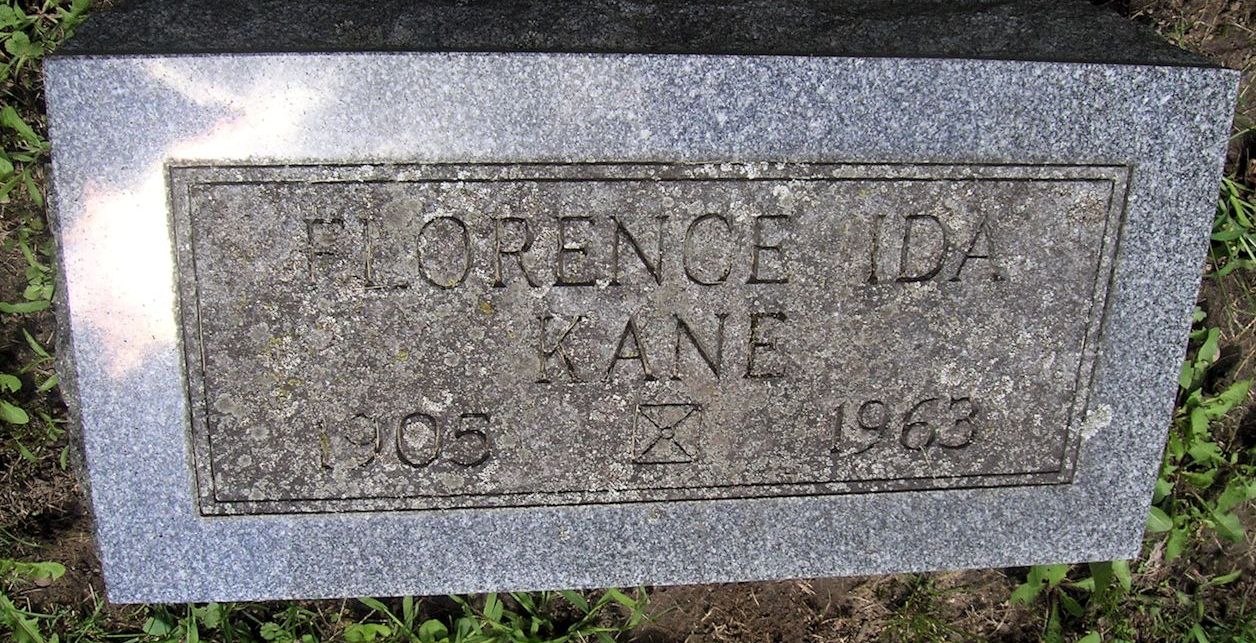 FLORENCE IDA
KANE
1905 1963